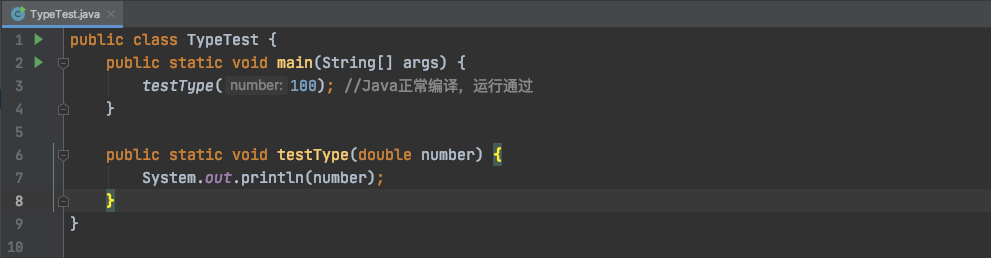 TypeTest.java
1 public class TypeTest {
2 public static void main(String[] args) {
3 testType( number: 100); //Java正常编译，运行通过
4 }
5
6 public static void testType(double number) {
7 System.out.println(number);
8 }
9 }
10